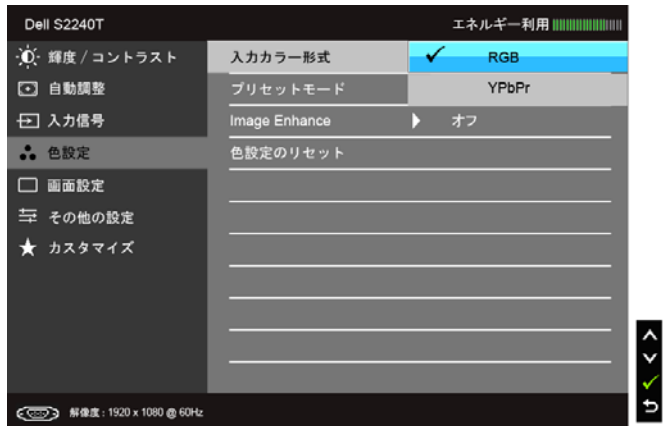 Dell S2240T
エネルギー利用
輝度 / コントラスト
自動調整
入力信号
色設定
画面設定
その他の設定
カスタマイズ
入力カラー形式
RGB
YPbPr
プリセットモード
Image Enhance
オフ
色設定のリセット
解像度 : 1920 x 1080 @ 60Hz